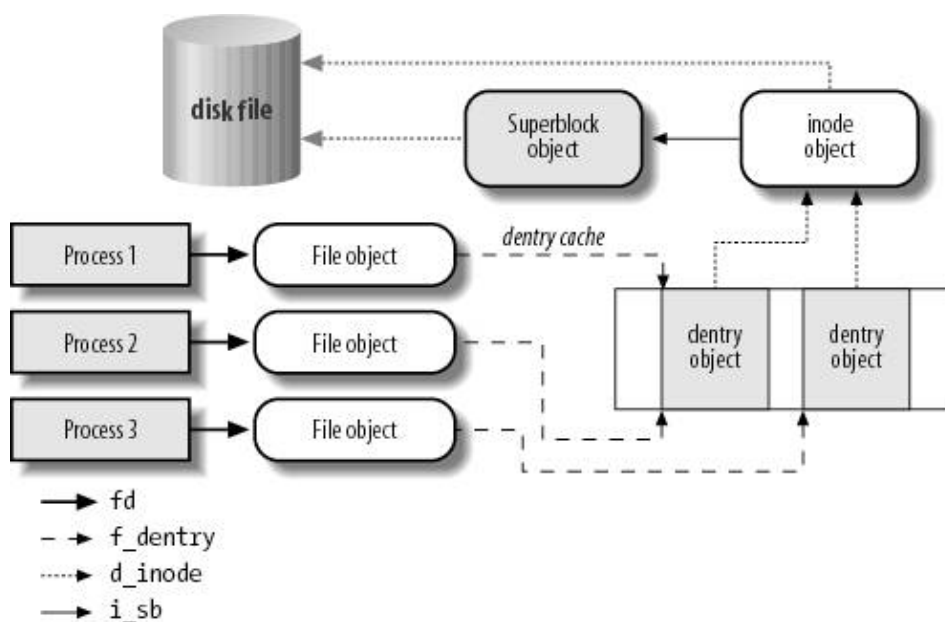 disk file
Superblock
object
inode
object
Process 1
File object
dentry cache
Process 2
File object
dentry
object
dentry
object
Process 3
File object
fd
f_dentry
d_inode
i_sb